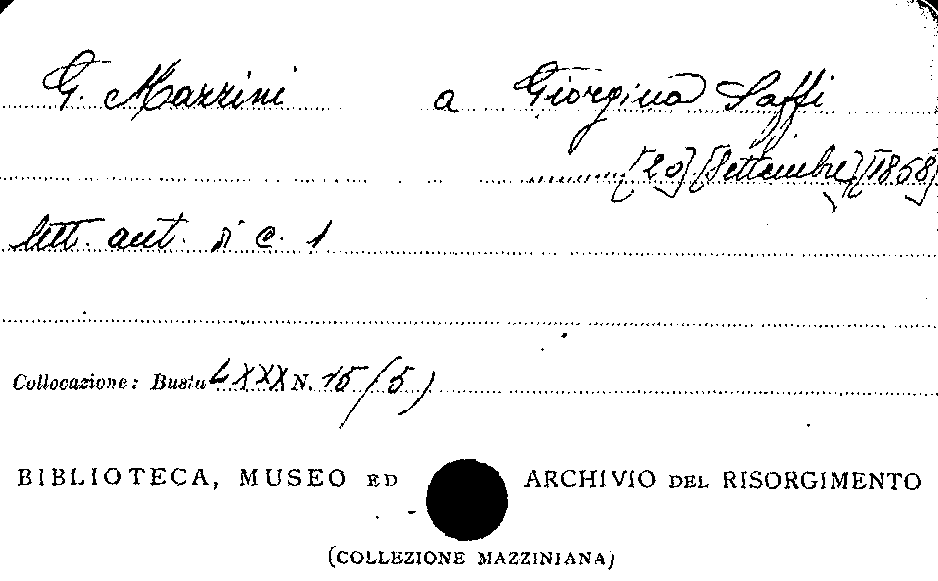 G. Mazzini a Giorgina Saffi
[20] [Settembre] [1868]
lett. aut. di c. 1
Collocazione: Busta LXXX N. 15 (5)
BIBLIOTECA, MUSEO ED ARCHIVIO DEL RISORGIMENTO
(COLLEZIONE MAZZINIANA)